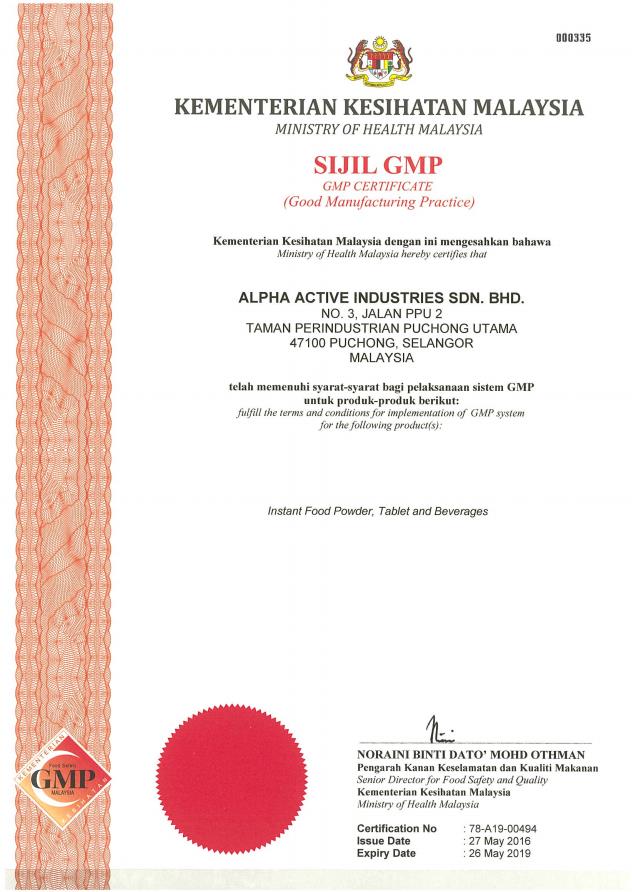 000335
KEMENTERIAN KESIHATAN MALAYSIA
MINISTRY OF HEALTH MALAYSIA
SIJIL GMP
GMP CERTIFICATE
(Good Manufacturing Practice)
Kementerian Kesihatan Malaysia dengan ini mengesahkan bahawa
Ministry of Health Malaysia hereby certifies that
ALPHA ACTIVE INDUSTRIES SDN. BHD.
NO. 3, JALAN PPU 2
TAMAN PERINDUSTRIAN PUCHONG UTAMA
47100 PUCHONG, SELANGOR
MALAYSIA
telah memenuhi syarat-syarat bagi pelaksanaan sistem GMP
untuk produk-produk berikut:
fulfill the terms and conditions for implementation of GMP system
for the following product(s):
Instant Food Powder, Tablet and Beverages
NORAINI BINTI DATO' MOHD OTHMAN
Pengarah Kanan Keselamatan dan Kualiti Makanan
Senior Director for Food Safety and Quality
Kementerian Kesihatan Malaysia
Ministry of Health Malaysia
Certification No : 78-A19-00494
Issue Date : 27 May 2016
Expiry Date : 26 May 2019
KEMENTERIAN
Food Safety
GMP
MALAYSIA
KESIHATAN